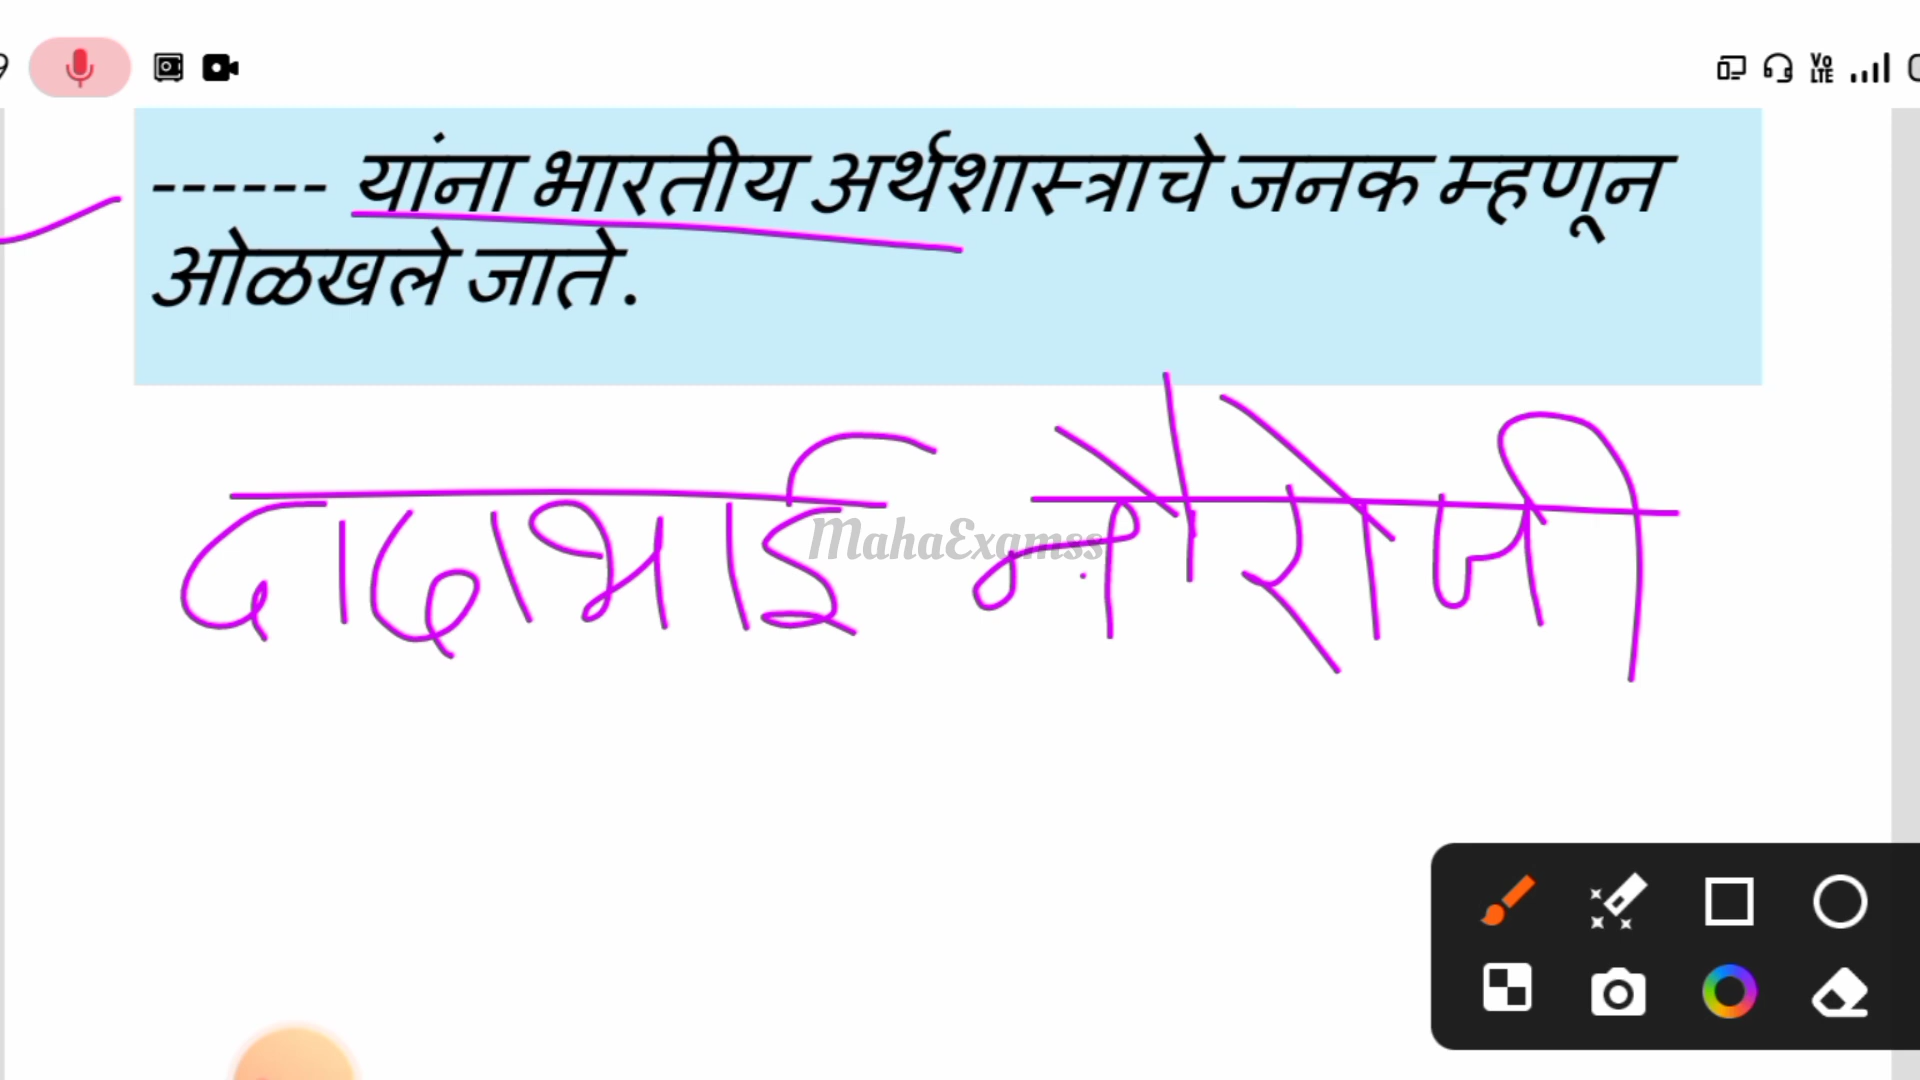 ------ यांना भारतीय अर्थशास्त्राचे जनक म्हणून
ओळखले जाते.
दादाभाई नौरोजी
MahaExamss